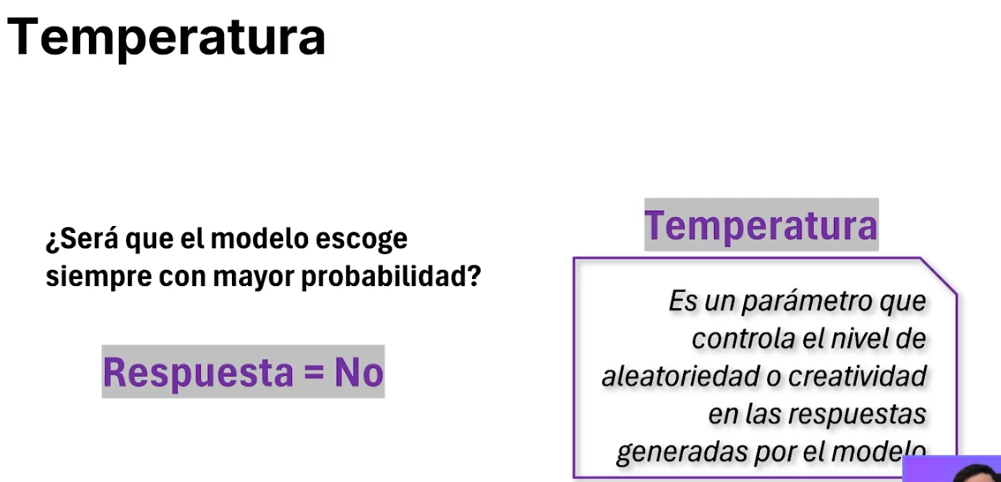 Temperatura
¿Será que el modelo escoge
siempre con mayor probabilidad?
Respuesta = No
Temperatura
Es un parámetro que
controla el nivel de
aleatoriedad o creatividad
en las respuestas
generadas por el modelo